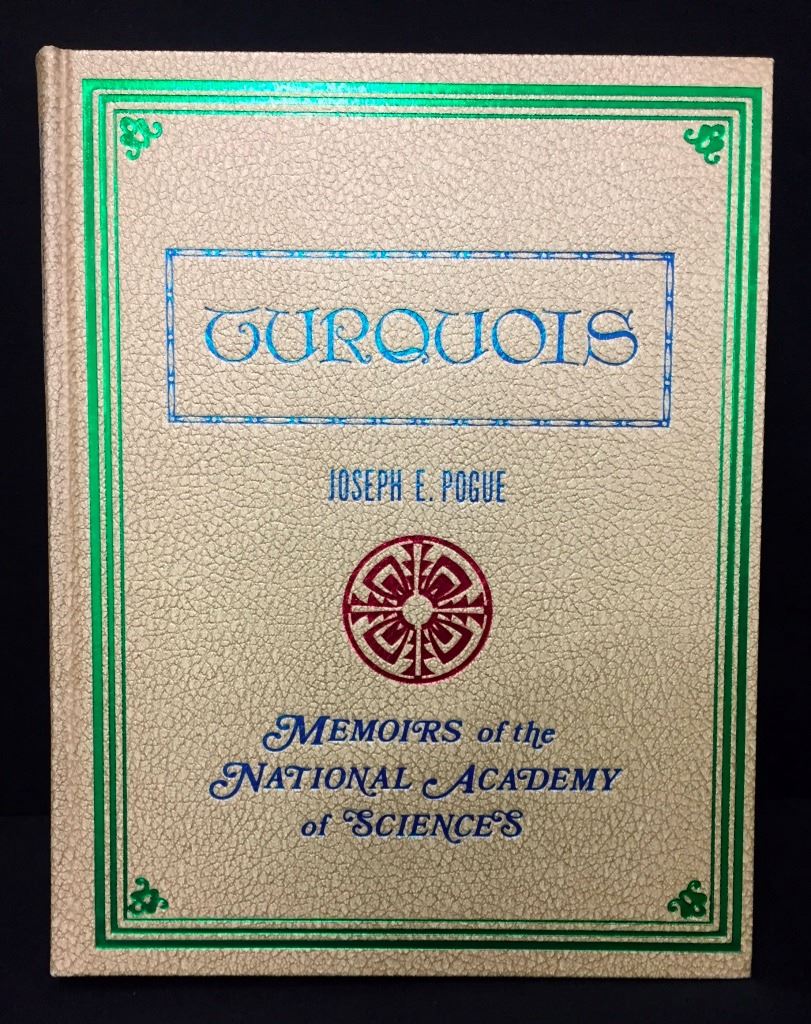 TURQUOIS
JOSEPH E. POGUE
MEMOIRS of the
NATIONAL ACADEMY
of SCIENCES